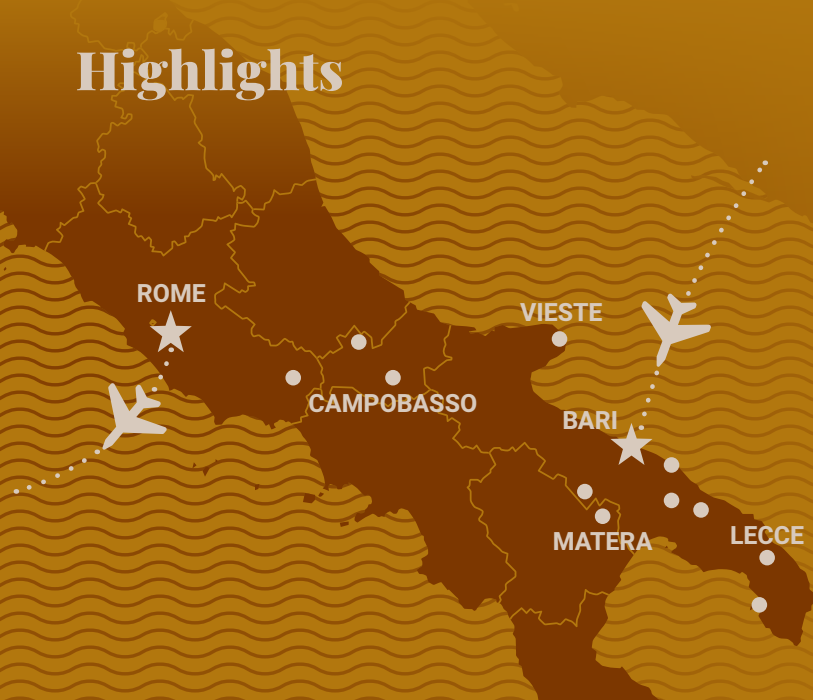 Highlights
ROME
VIESTE
CAMPOBASSO
BARI
MATERA
LECCE